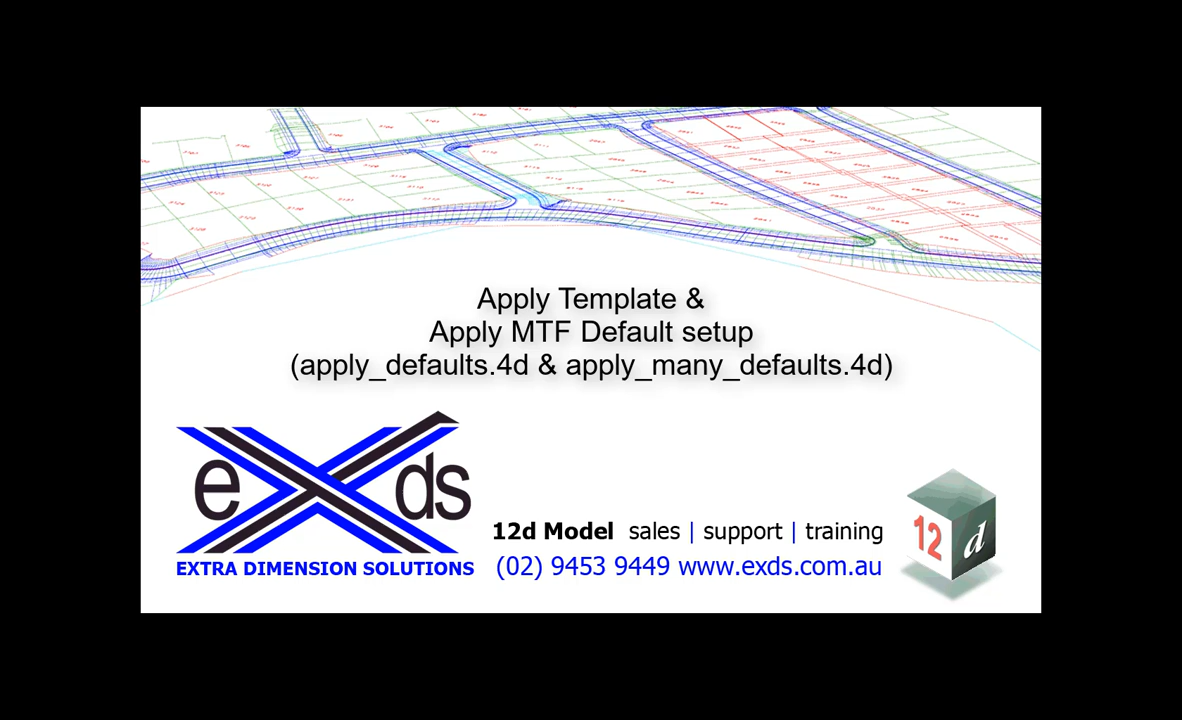 Apply Template &
Apply MTF Default setup
(apply_defaults.4d & apply_many_defaults.4d)
exds
EXTRA DIMENSION SOLUTIONS
12d Model sales | support | training
(02) 9453 9449 www.exds.com.au
12 d